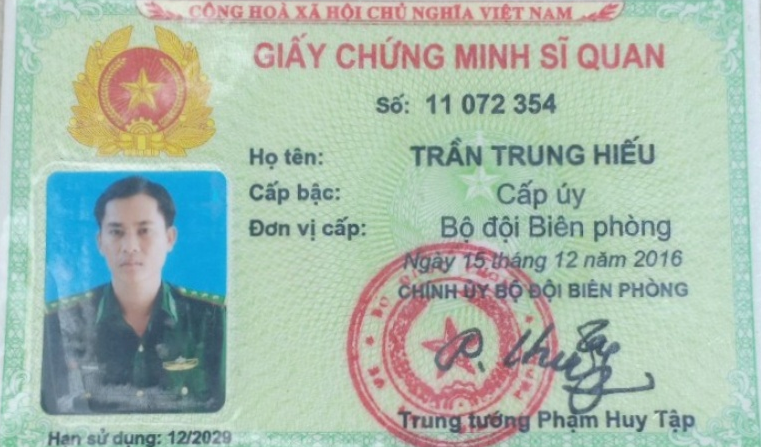 CỘNG HOÀ XÃ HỘI CHỦ NGHĨA VIỆT NAM
GIẤY CHỨNG MINH SĨ QUAN
Số: 11 072 354
Họ tên: TRẦN TRUNG HIẾU
Cấp bậc: Cấp úy
Đơn vị cấp: Bộ đội Biên phòng
Ngày 15 tháng 12 năm 2016
CHÍNH ỦY BỘ ĐỘI BIÊN PHÒNG
Trung tướng Phạm Huy Tập
Hạn sử dụng: 12/2029